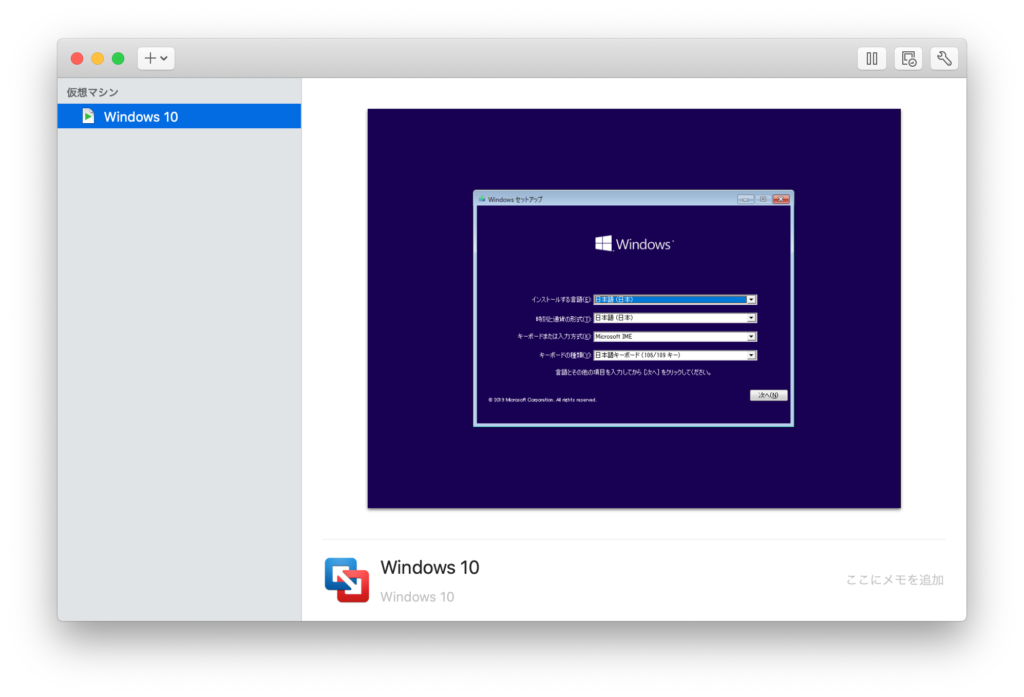 仮想マシン
Windows 10
Windows セットアップ
Windows
インストールする言語(E) 日本語 (日本)
時刻と通貨の形式(T) 日本語 (日本)
キーボードまたは入力方式(K) Microsoft IME
キーボードの種類(Y) 日本語キーボード (106/109 キー)
言語とその他の項目を入力してから [次へ] をクリックしてください。
© 2019 Microsoft Corporation. All rights reserved.
次へ(N)
Windows 10
Windows 10
ここにメモを追加